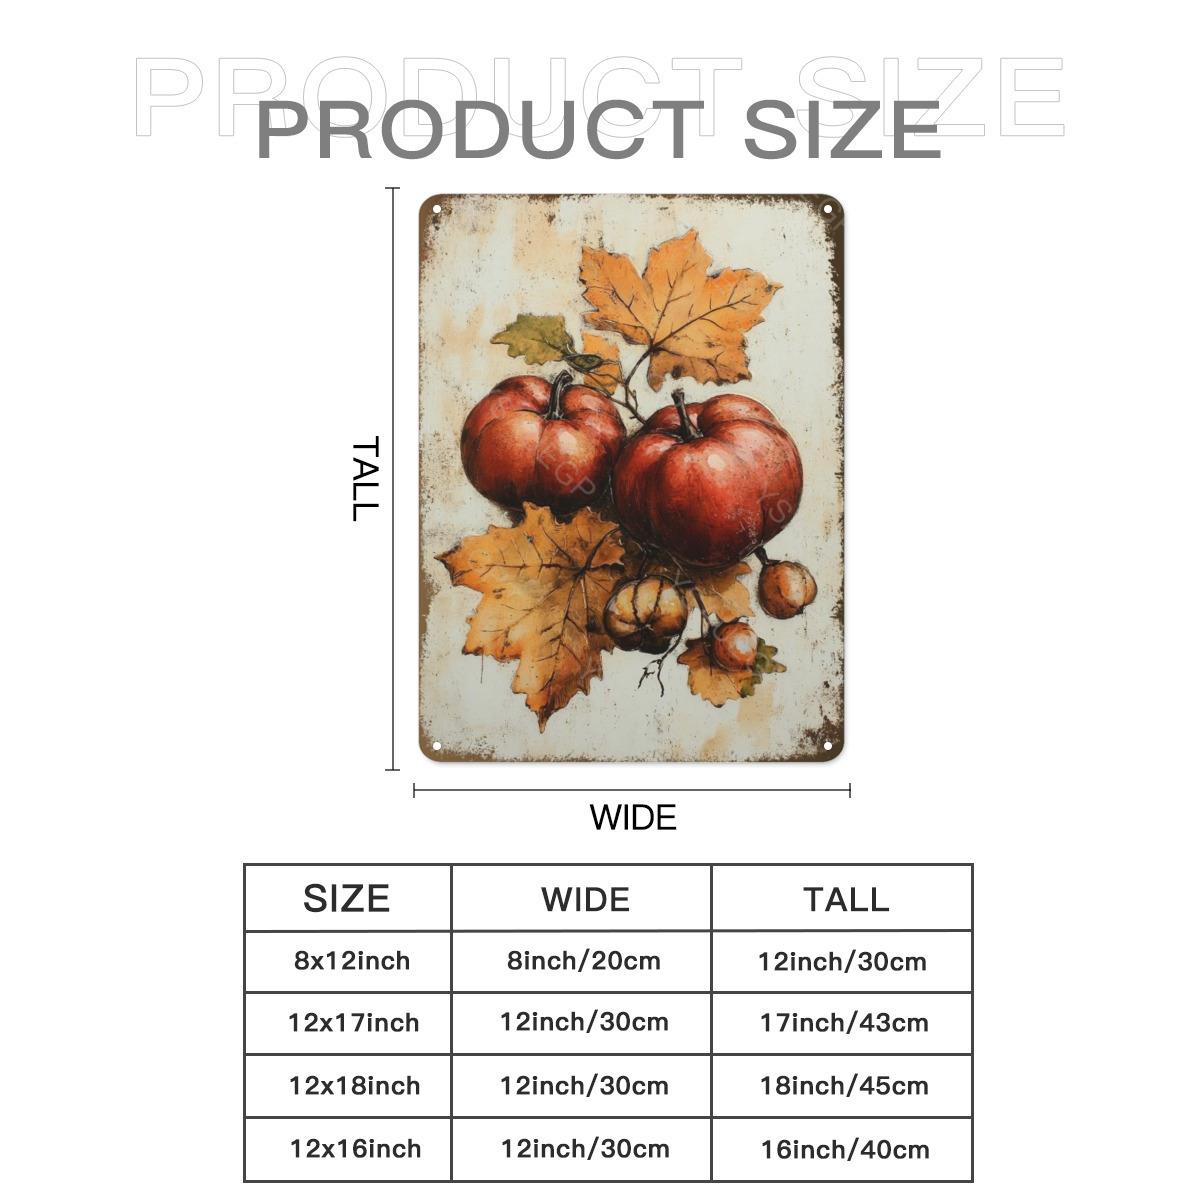 PRODUCT SIZE
PRODUCT SIZE
TALL
WIDE
SIZE WIDE TALL
8x12inch 8inch/20cm 12inch/30cm
12x17inch 12inch/30cm 17inch/43cm
12x18inch 12inch/30cm 18inch/45cm
12x16inch 12inch/30cm 16inch/40cm